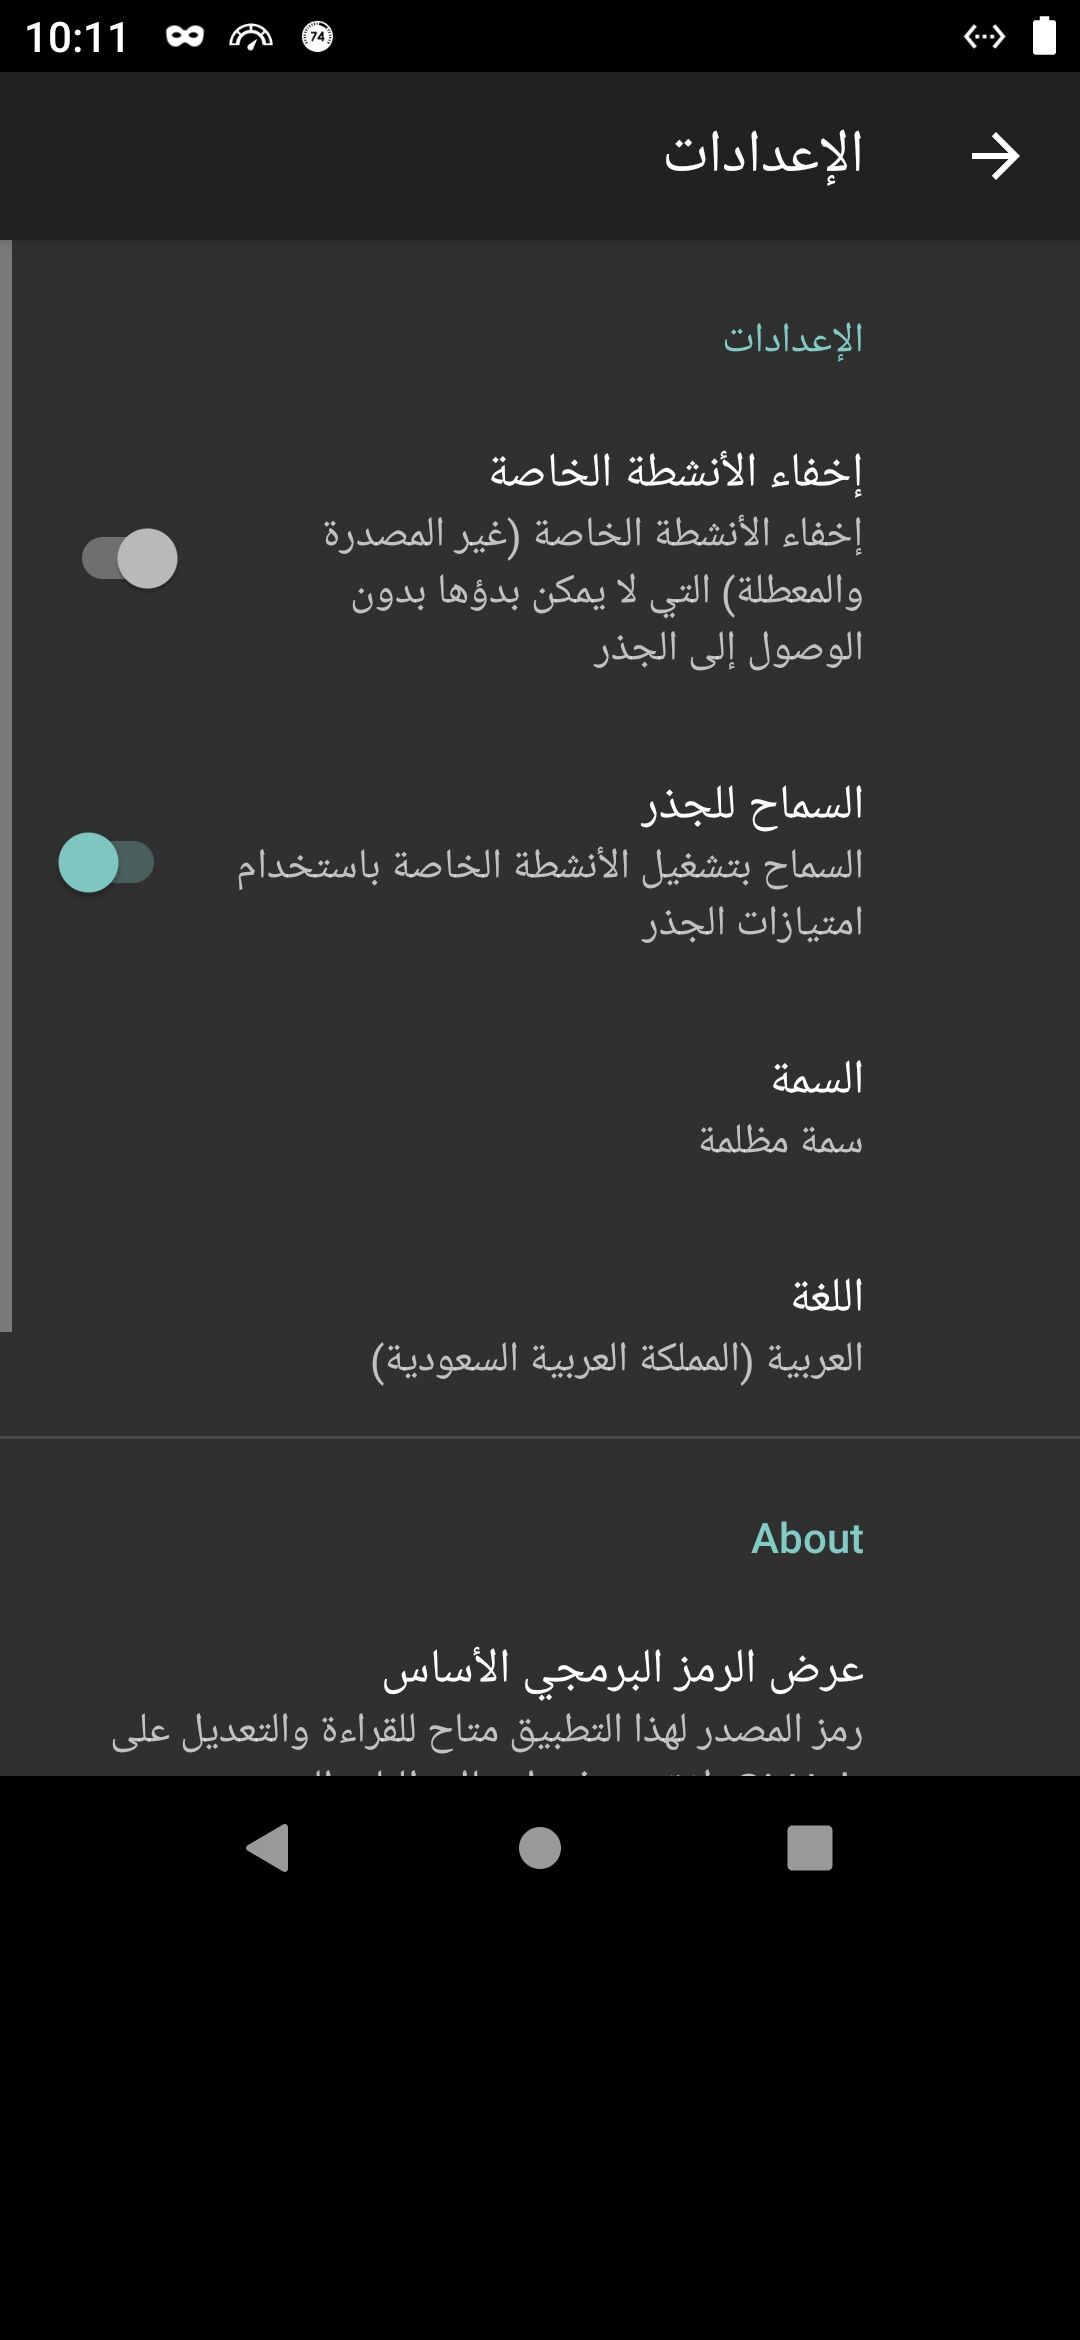 10:11
74
الإعدادات
الإعدادات
إخفاء الأنشطة الخاصة
إخفاء الأنشطة الخاصة (غير المصدرة
والمعطلة) التي لا يمكن بدؤها بدون
الوصول إلى الجذر
السماح للجذر
السماح بتشغيل الأنشطة الخاصة باستخدام
امتيازات الجذر
السمة
سمة مظلمة
اللغة
العربية (المملكة العربية السعودية)
About
عرض الرمز البرمجي الأساس
رمز المصدر لهذا التطبيق متاح للقراءة والتعديل على